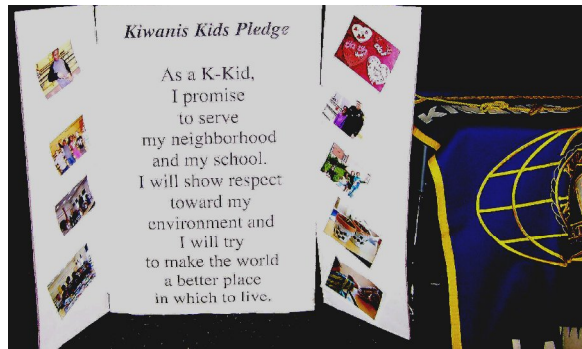 Kiwanis Kids Pledge
As a K-Kid,
I promise
to serve
my neighborhood
and my school.
I will show respect
toward my
environment and
I will try
to make the world
a better place
in which to live.